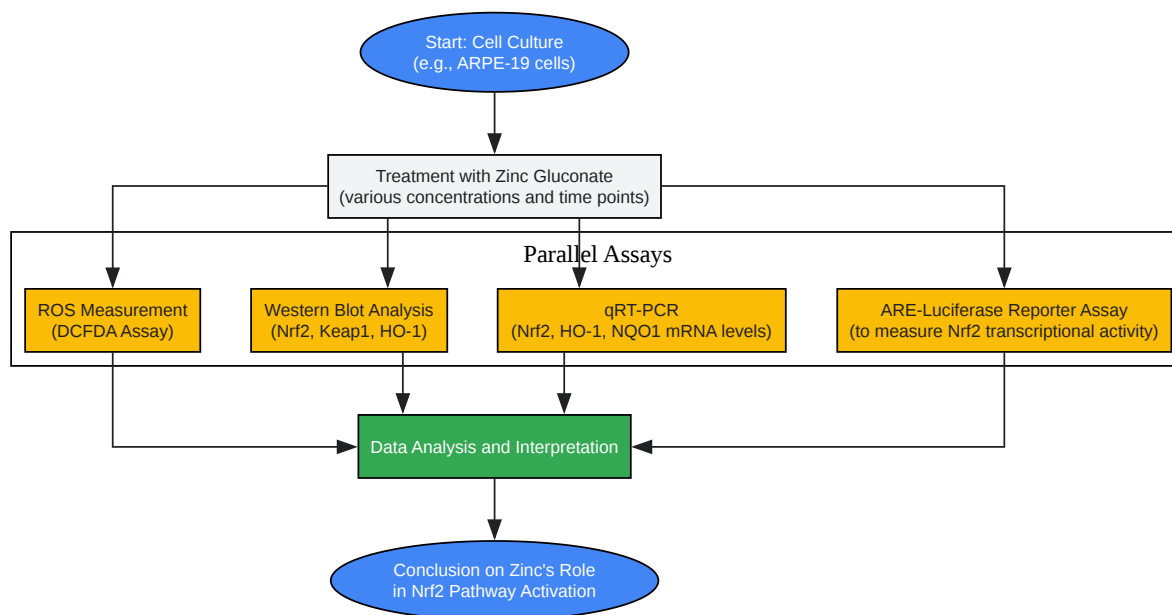 Start: Cell Culture
(e.g., ARPE-19 cells)
Treatment with Zinc Gluconate
(various concentrations and time points)
Parallel Assays
ROS Measurement
(DCFDA Assay)
Western Blot Analysis
(Nrf2, Keap1, HO-1)
qRT-PCR
(Nrf2, HO-1, NQO1 mRNA levels)
ARE-Luciferase Reporter Assay
(to measure Nrf2 transcriptional activity)
Data Analysis and Interpretation
Conclusion on Zinc's Role
in Nrf2 Pathway Activation